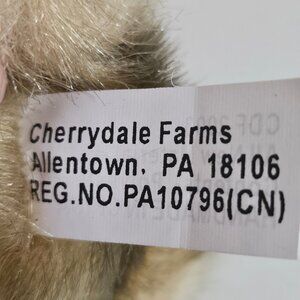 Cherrydale Farms
Allentown, PA 18106
REG.NO.PA10796(CN)